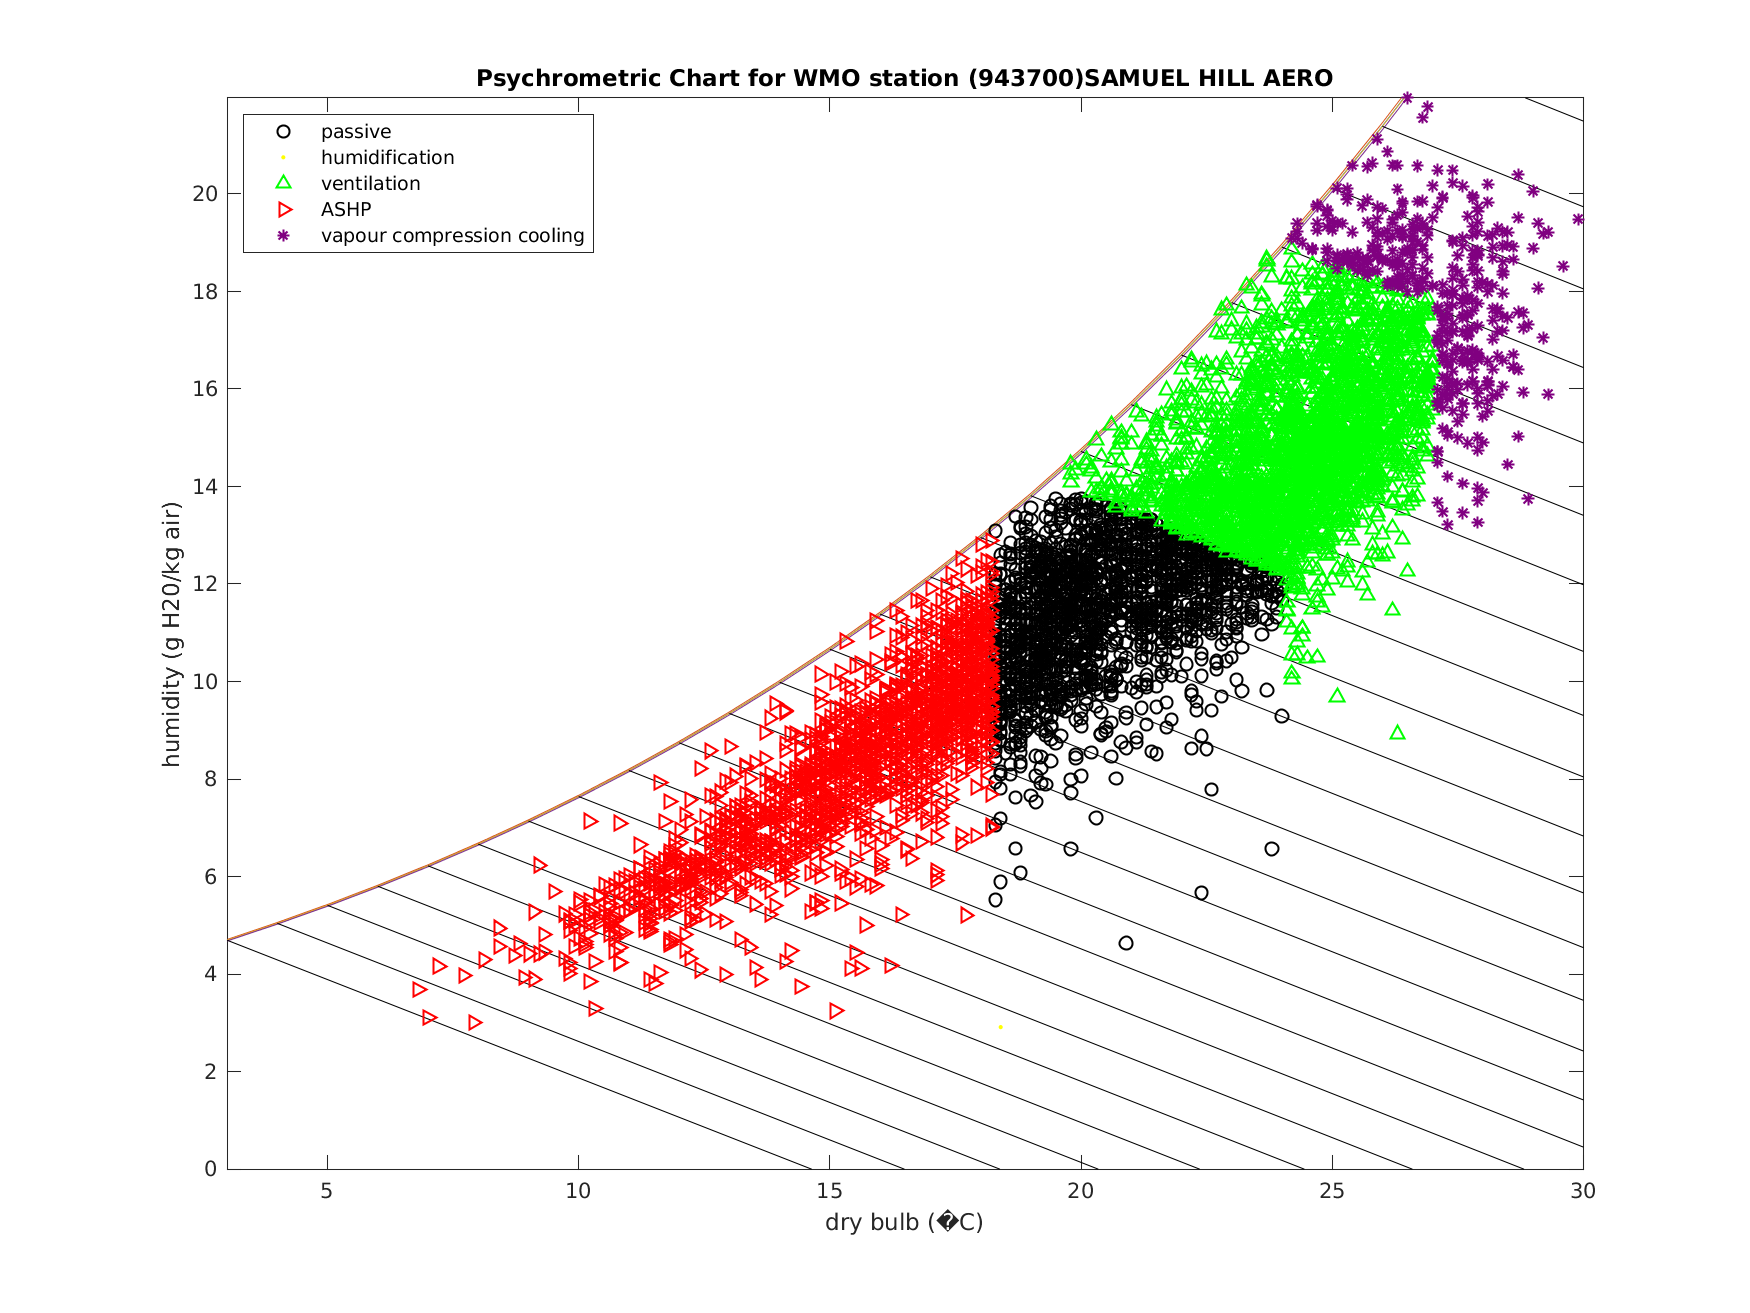 Psychrometric Chart for WMO station (943700)SAMUEL HILL AERO
passive
humidification
ventilation
ASHP
vapour compression cooling
20
18
16
14
12
10
8
6
4
2
0
humidity (g H20/kg air)
5 10 15 20 25 30
dry bulb (�C)